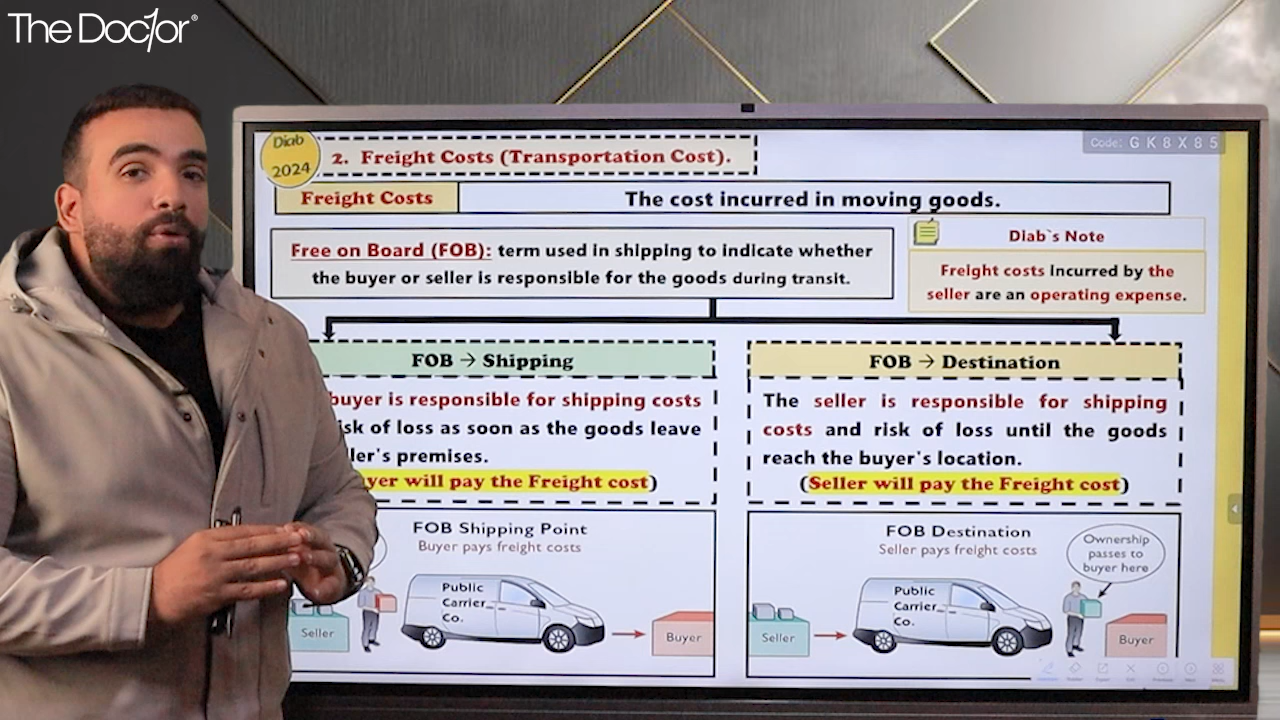 The Doc1or®
Diab
2024
2. Freight Costs (Transportation Cost).
Code: G K 8 X 8 5
Freight Costs
The cost incurred in moving goods.
Free on Board (FOB): term used in shipping to indicate whether
the buyer or seller is responsible for the goods during transit.
Diab`s Note
Freight costs incurred by the
seller are an operating expense.
FOB → Shipping
buyer is responsible for shipping costs
risk of loss as soon as the goods leave
premises.
will pay the Freight cost)
FOB Shipping Point
Buyer pays freight costs
Public
Carrier
Co.
Seller
Buyer
FOB → Destination
The seller is responsible for shipping
costs and risk of loss until the goods
reach the buyer's location.
(Seller will pay the Freight cost)
FOB Destination
Seller pays freight costs
Ownership
passes to
buyer here
Public
Carrier
Co.
Seller
Buyer